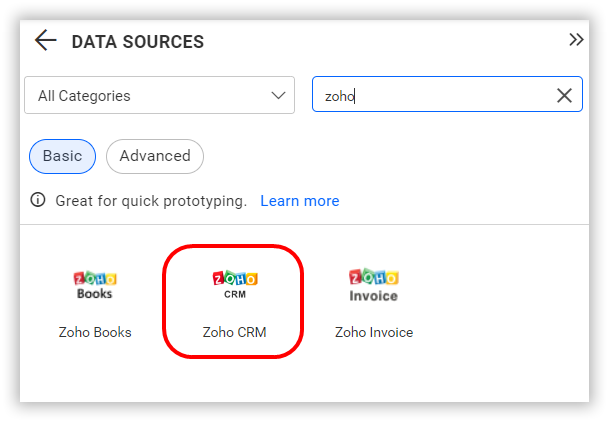 DATA SOURCES
All Categories
zoho
Basic
Advanced
Great for quick prototyping. Learn more
ZOHO
Books
Zoho Books
ZOHO
CRM
Zoho CRM
ZOHO
Invoice
Zoho Invoice